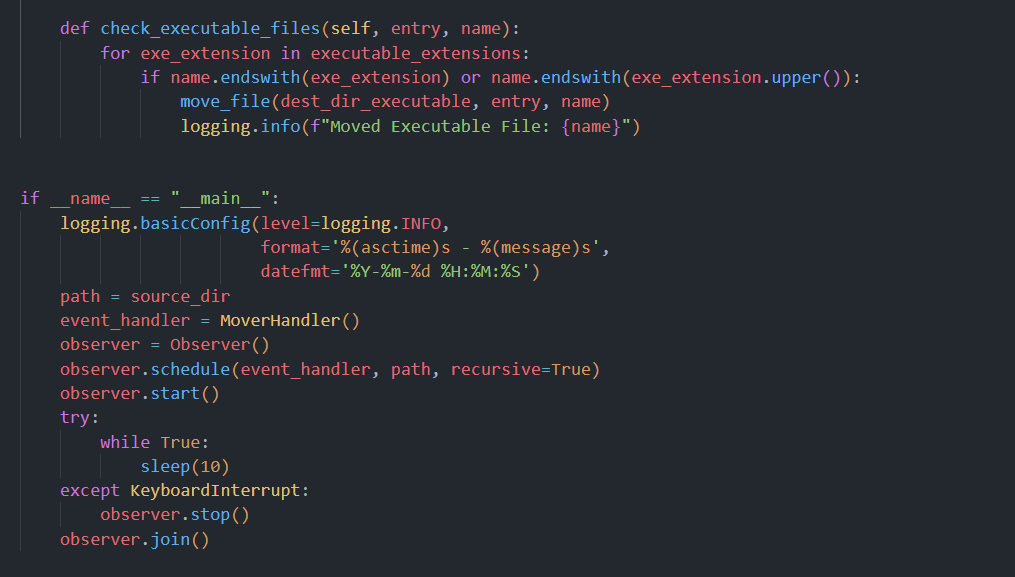 def check_executable_files(self, entry, name):
        for exe_extension in executable_extensions:
            if name.endswith(exe_extension) or name.endswith(exe_extension.upper()):
                move_file(dest_dir_executable, entry, name)
                logging.info(f"Moved Executable File: {name}")


if __name__ == "__main__":
    logging.basicConfig(level=logging.INFO,
                        format='%(asctime)s - %(message)s',
                        datefmt='%Y-%m-%d %H:%M:%S')
    path = source_dir
    event_handler = MoverHandler()
    observer = Observer()
    observer.schedule(event_handler, path, recursive=True)
    observer.start()
    try:
        while True:
            sleep(10)
    except KeyboardInterrupt:
        observer.stop()
    observer.join()